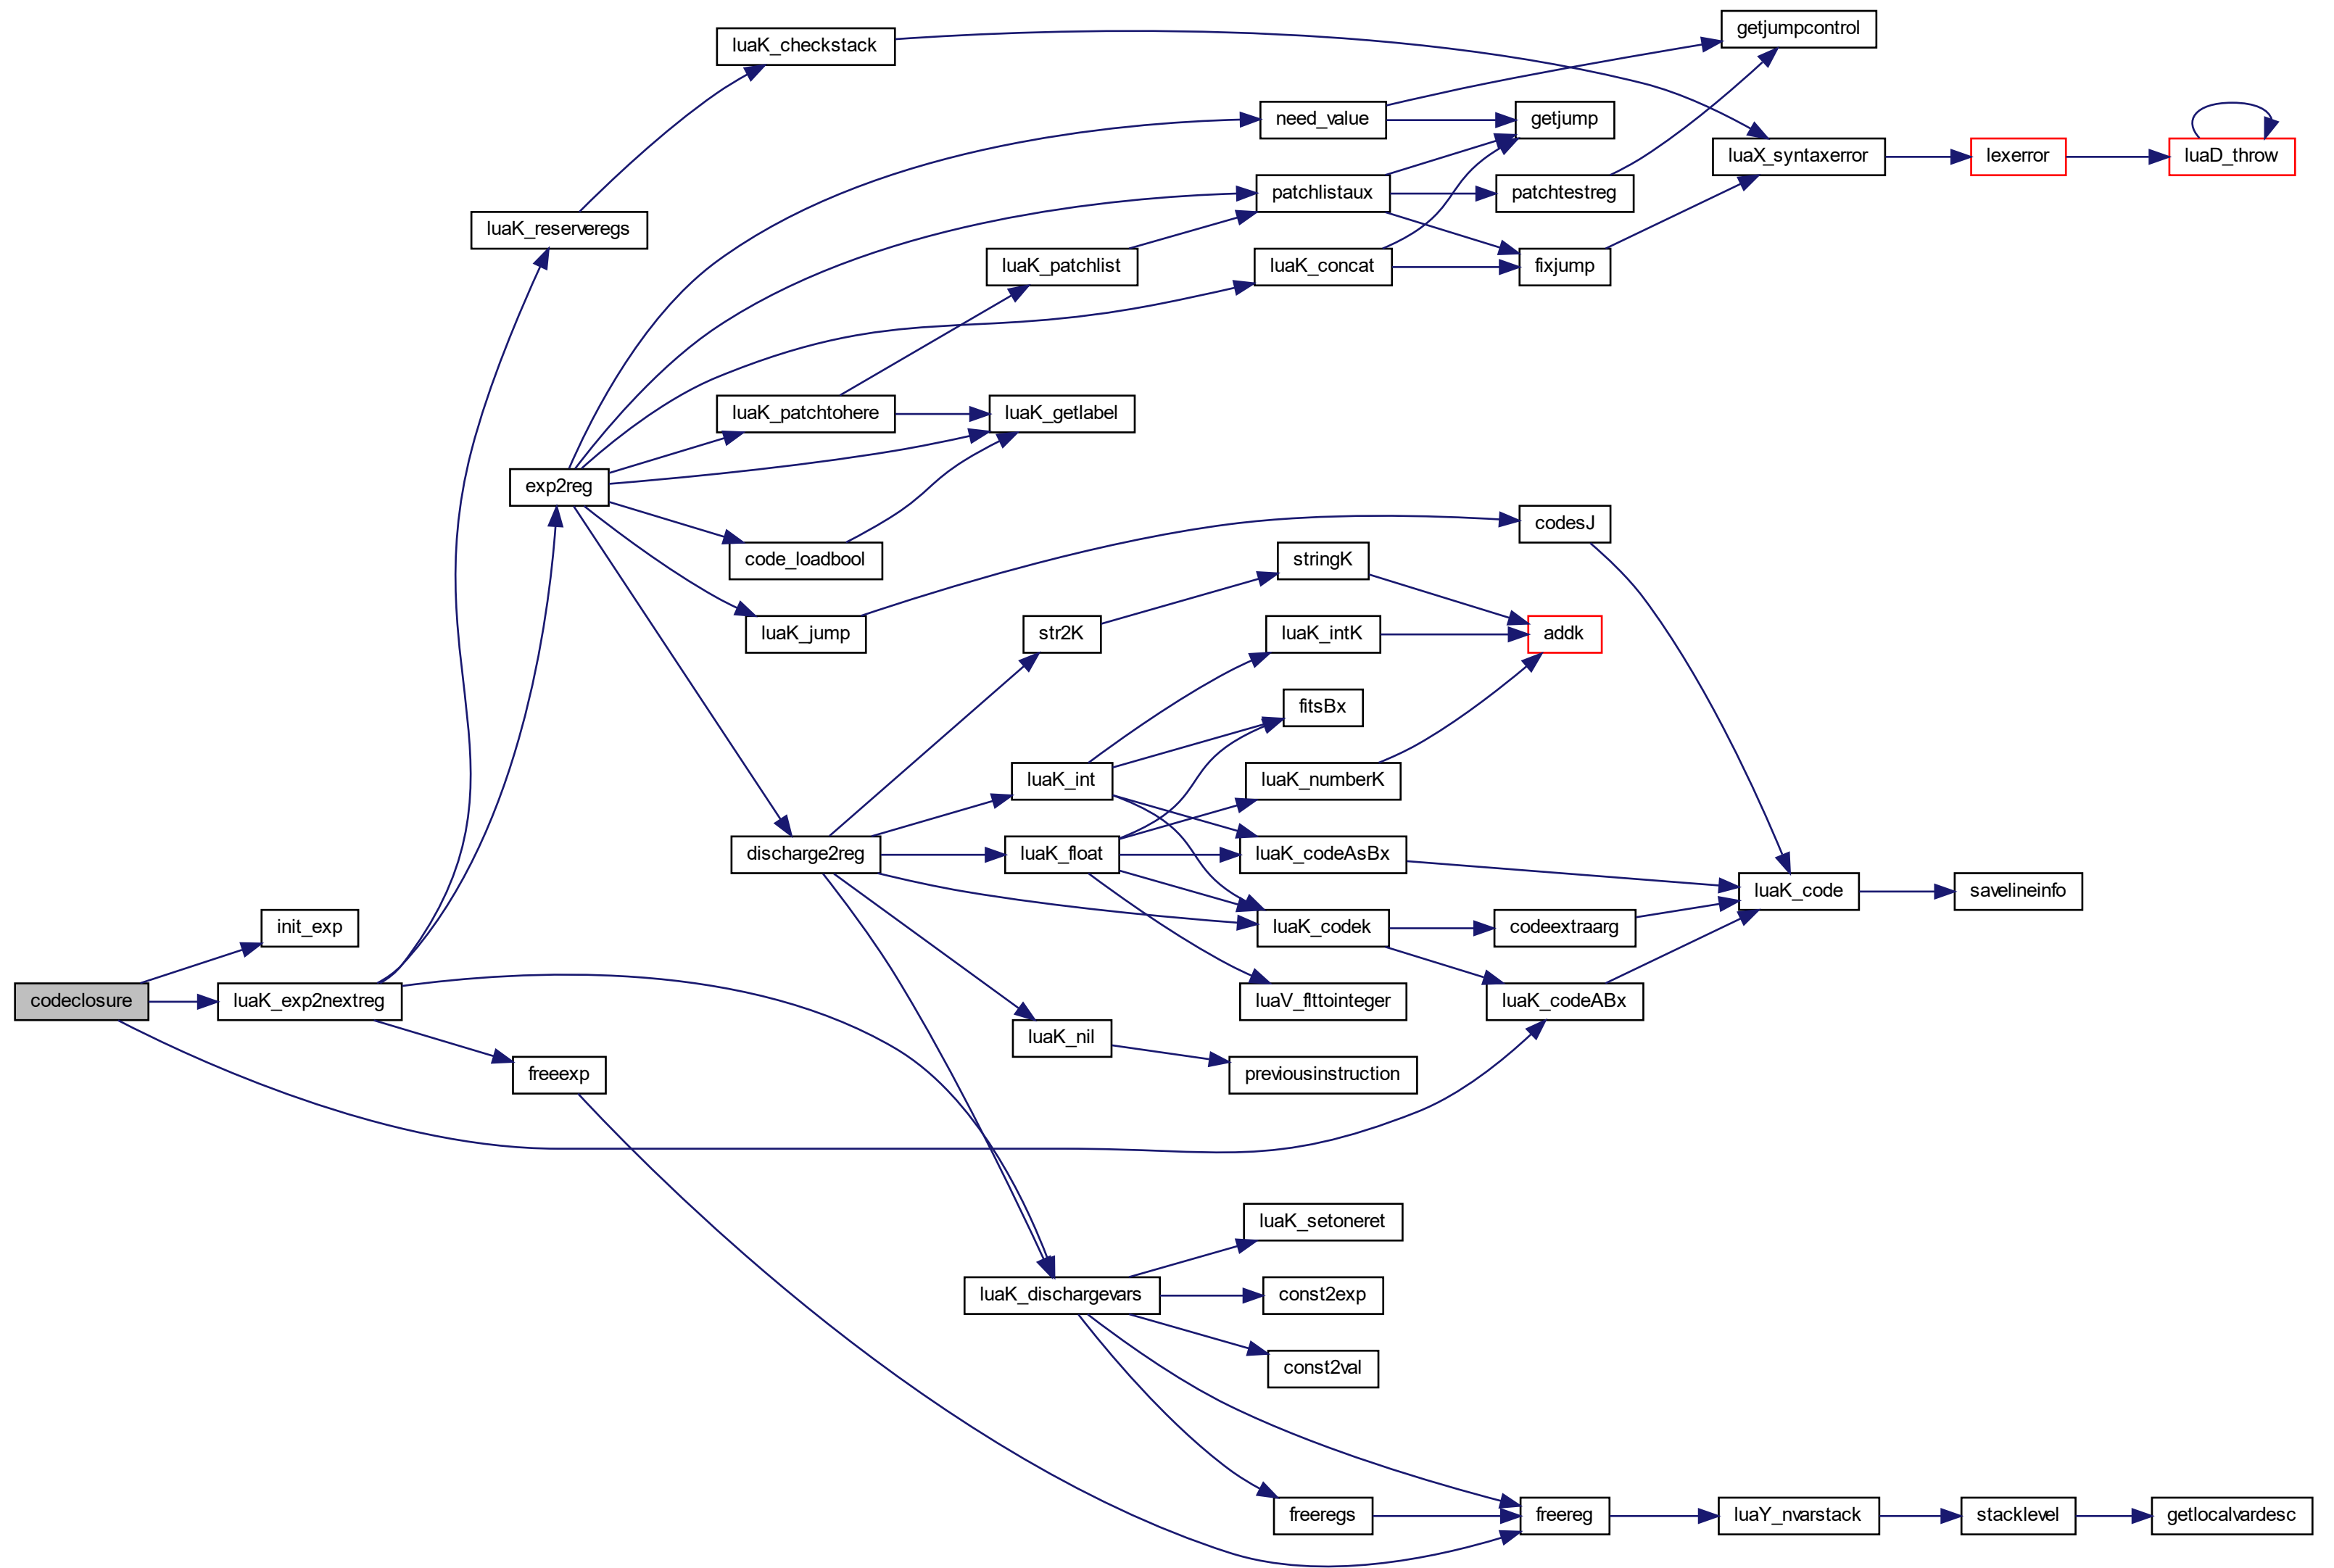 getjumpcontrol
luaK_checkstack
need_value
getjump
luaX_syntaxerror
lexerror
luaD_throw
patchlistaux
patchtestreg
luaK_reserveregs
luaK_patchlist
luaK_concat
fixjump
luaK_patchtohere
luaK_getlabel
exp2reg
codesJ
code_loadbool
stringK
luaK_jump
str2K
luaK_intK
addk
fitsBx
luaK_int
luaK_numberK
discharge2reg
luaK_float
luaK_codeAsBx
luaK_code
savelineinfo
init_exp
luaK_codek
codeextraarg
codeclosure
luaK_exp2nextreg
luaV_flttointeger
luaK_codeABx
luaK_nil
freeexp
previousinstruction
luaK_setoneret
luaK_dischargevars
const2exp
const2val
freeregs
freereg
luaY_nvarstack
stacklevel
getlocalvardesc